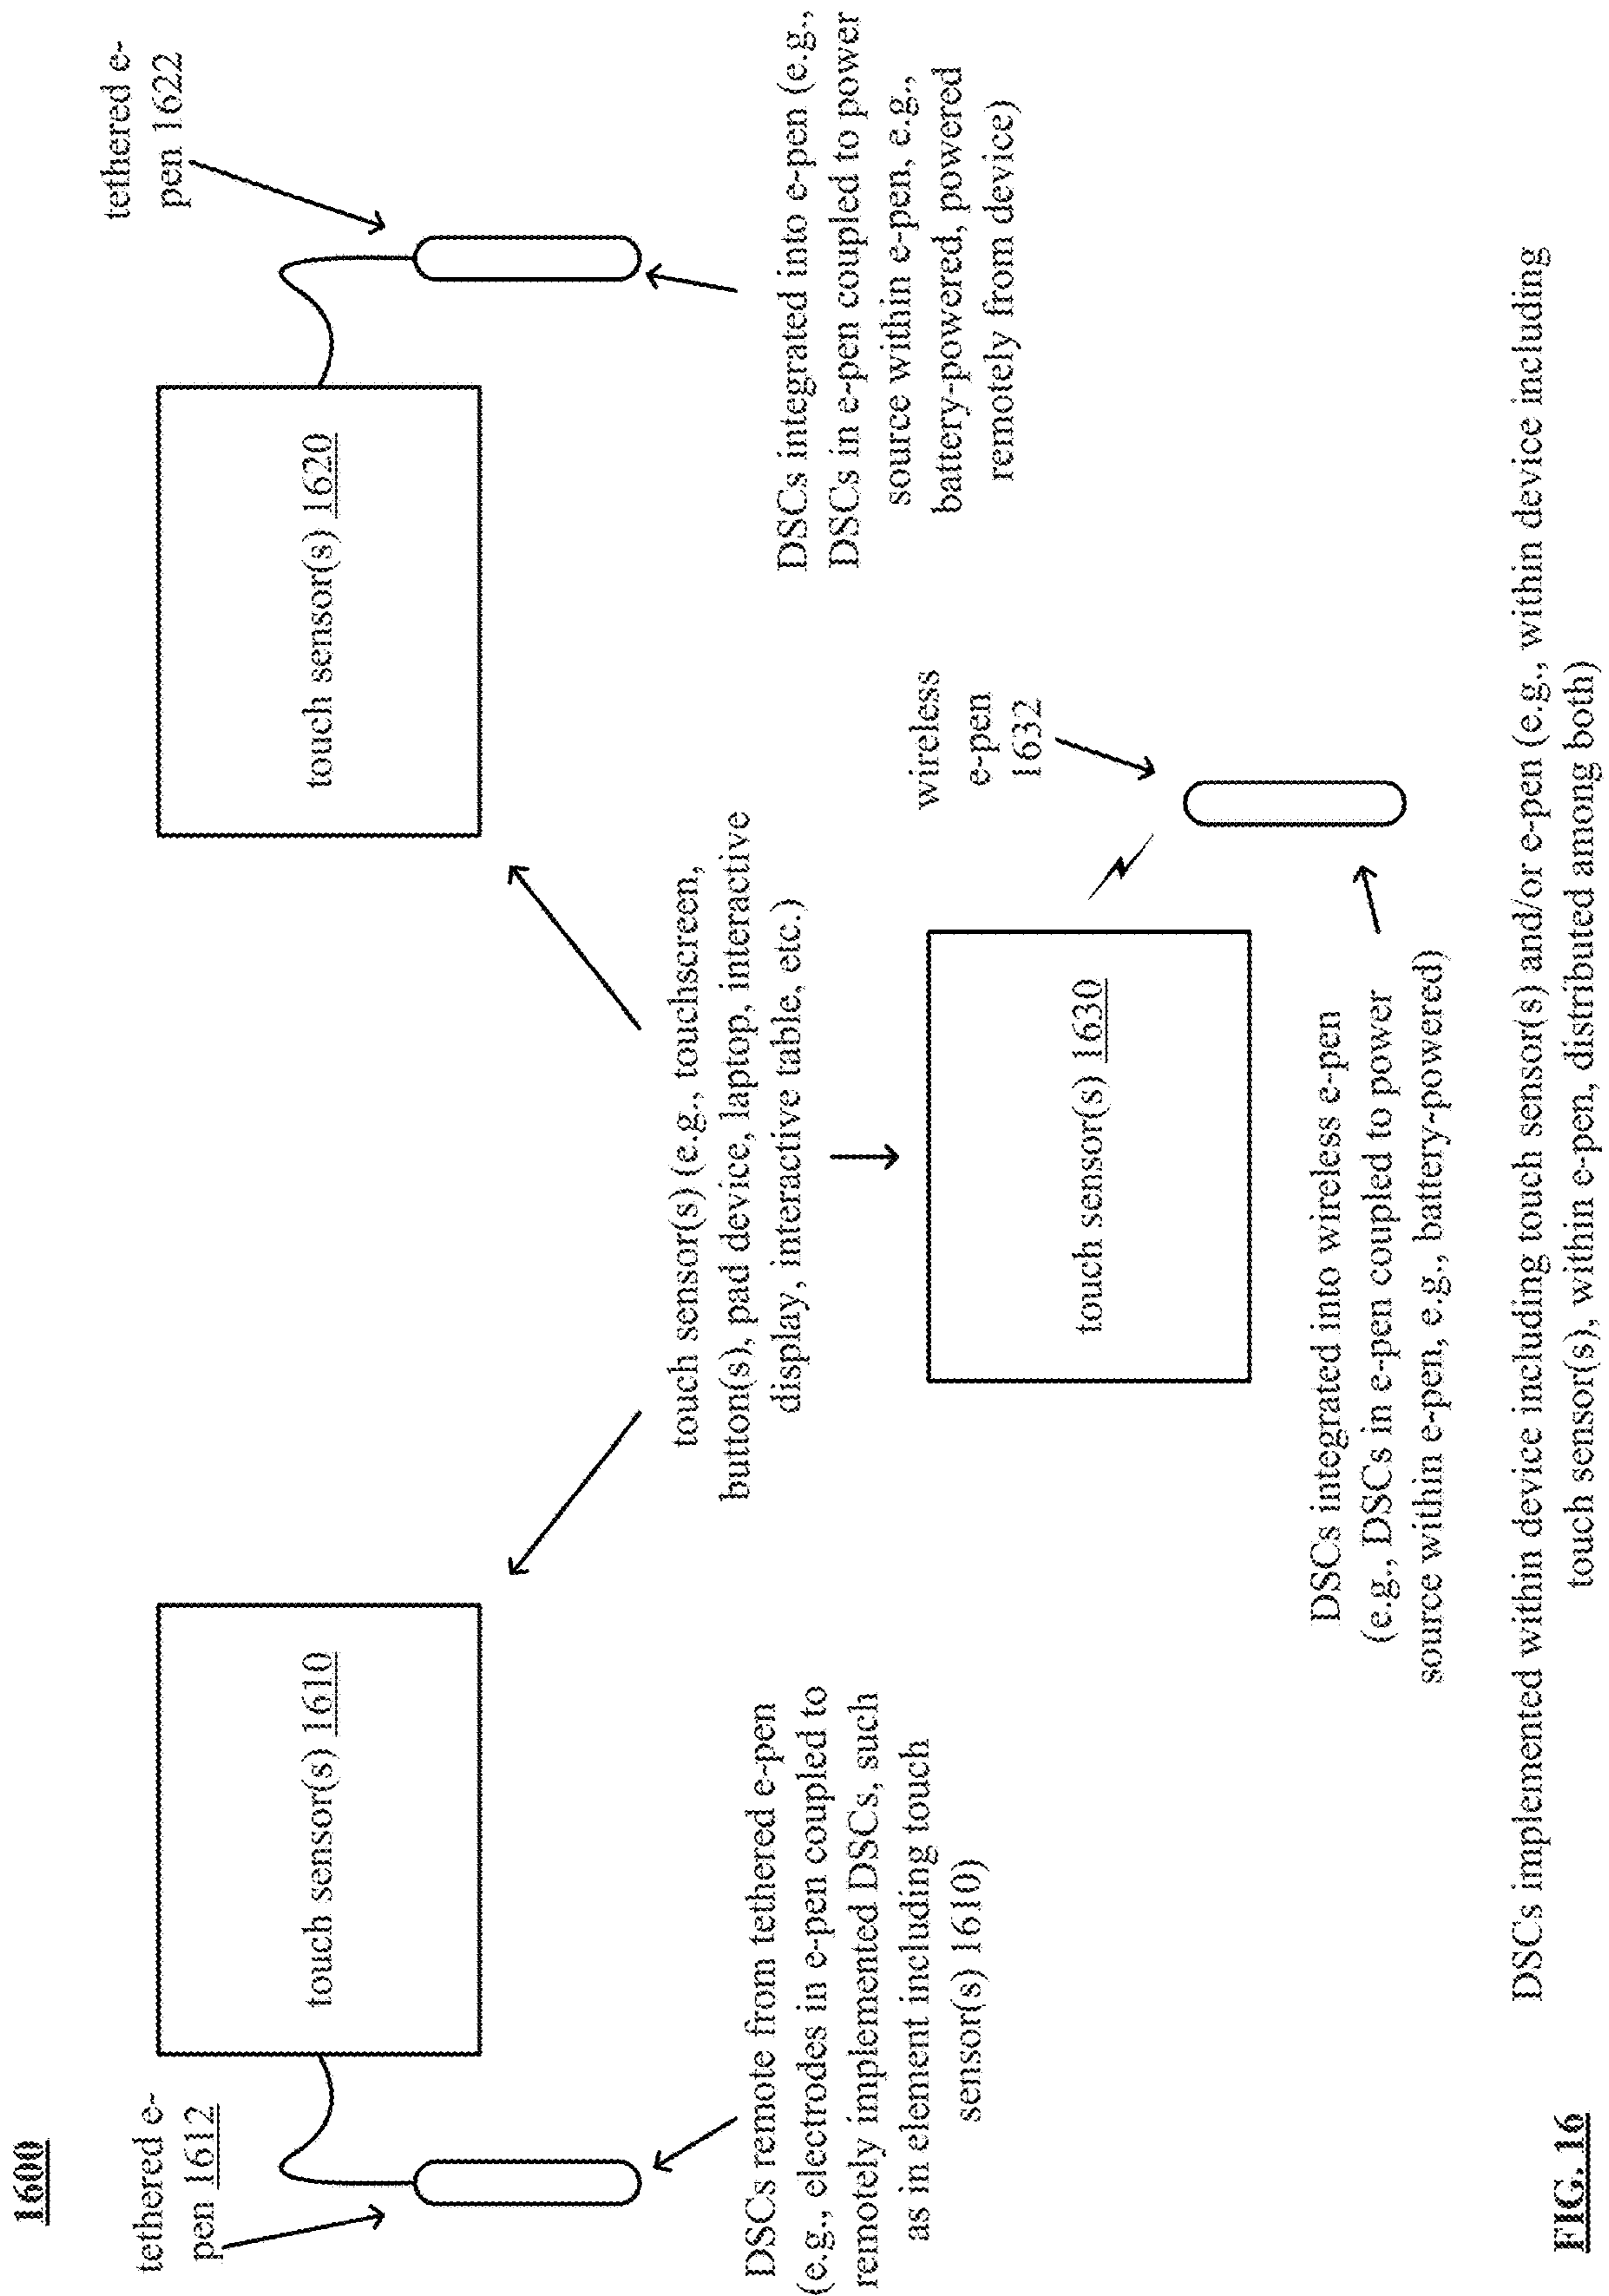 1600
tethered e-
pen 1612
touch sensor(s) 1610
DSCs remote from tethered e-pen
(e.g., electrodes in e-pen coupled to
remotely implemented DSCs, such
as in element including touch
sensor(s) 1610)
touch sensor(s) (e.g., touchscreen,
button(s), pad device, laptop, interactive
display, interactive table, etc.)
touch sensor(s) 1620
tethered e-
pen 1622
DSCs integrated into e-pen (e.g.,
DSCs in e-pen coupled to power
source within e-pen, e.g.,
battery-powered, powered
remotely from device)
touch sensor(s) 1630
wireless
e-pen
1632
DSCs integrated into wireless e-pen
(e.g., DSCs in e-pen coupled to power
source within e-pen, e.g., battery-powered)
DSCs implemented within device including touch sensor(s) and/or e-pen (e.g., within device including
touch sensor(s), within e-pen, distributed among both)
FIG. 16